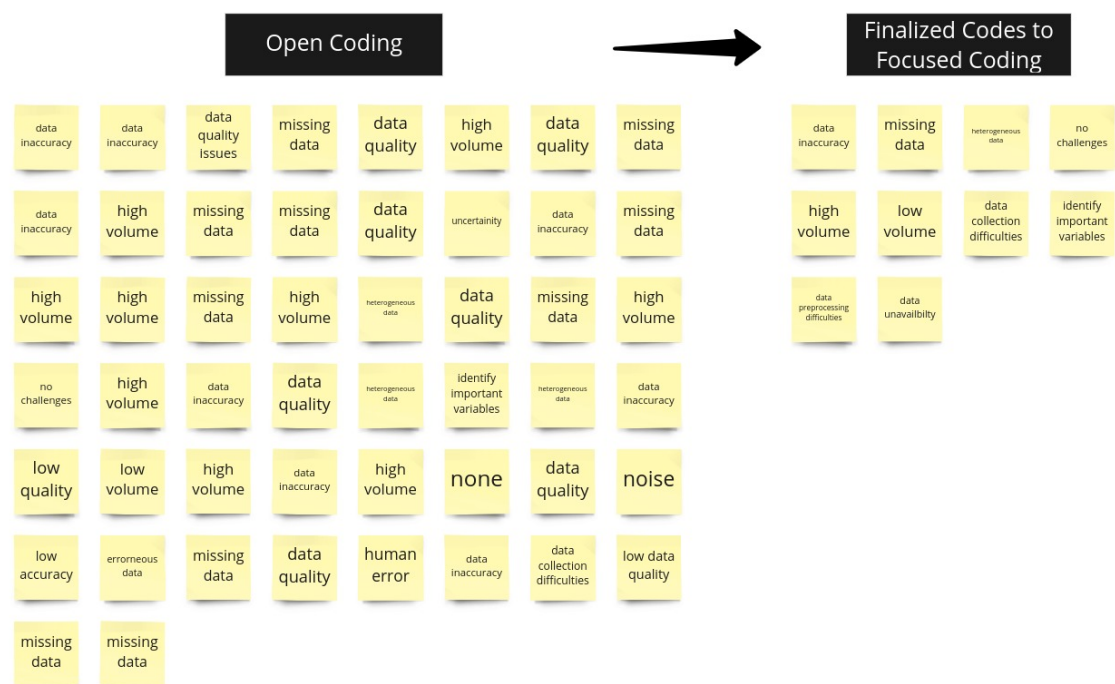 Open Coding
Finalized Codes to
Focused Coding
data
inaccuracy
data
inaccuracy
data
quality
issues
missing
data
data
quality
high
volume
data
quality
missing
data
data
inaccuracy
high
volume
missing
data
missing
data
data
quality
uncertainity
data
inaccuracy
missing
data
high
volume
high
volume
missing
data
high
volume
heterogeneous
data
data
quality
missing
data
high
volume
no
challenges
high
volume
data
inaccuracy
data
quality
heterogeneous
data
identify
important
variables
heterogeneous
data
data
inaccuracy
low
quality
low
volume
high
volume
data
inaccuracy
high
volume
none
data
quality
noise
low
accuracy
errorneous
data
missing
data
data
quality
human
error
data
inaccuracy
data
collection
difficulties
low data
quality
missing
data
missing
data
data
inaccuracy
missing
data
heterogeneous
data
no
challenges
high
volume
low
volume
data
collection
difficulties
identify
important
variables
data
preprocessing
difficulties
data
unavailbilty